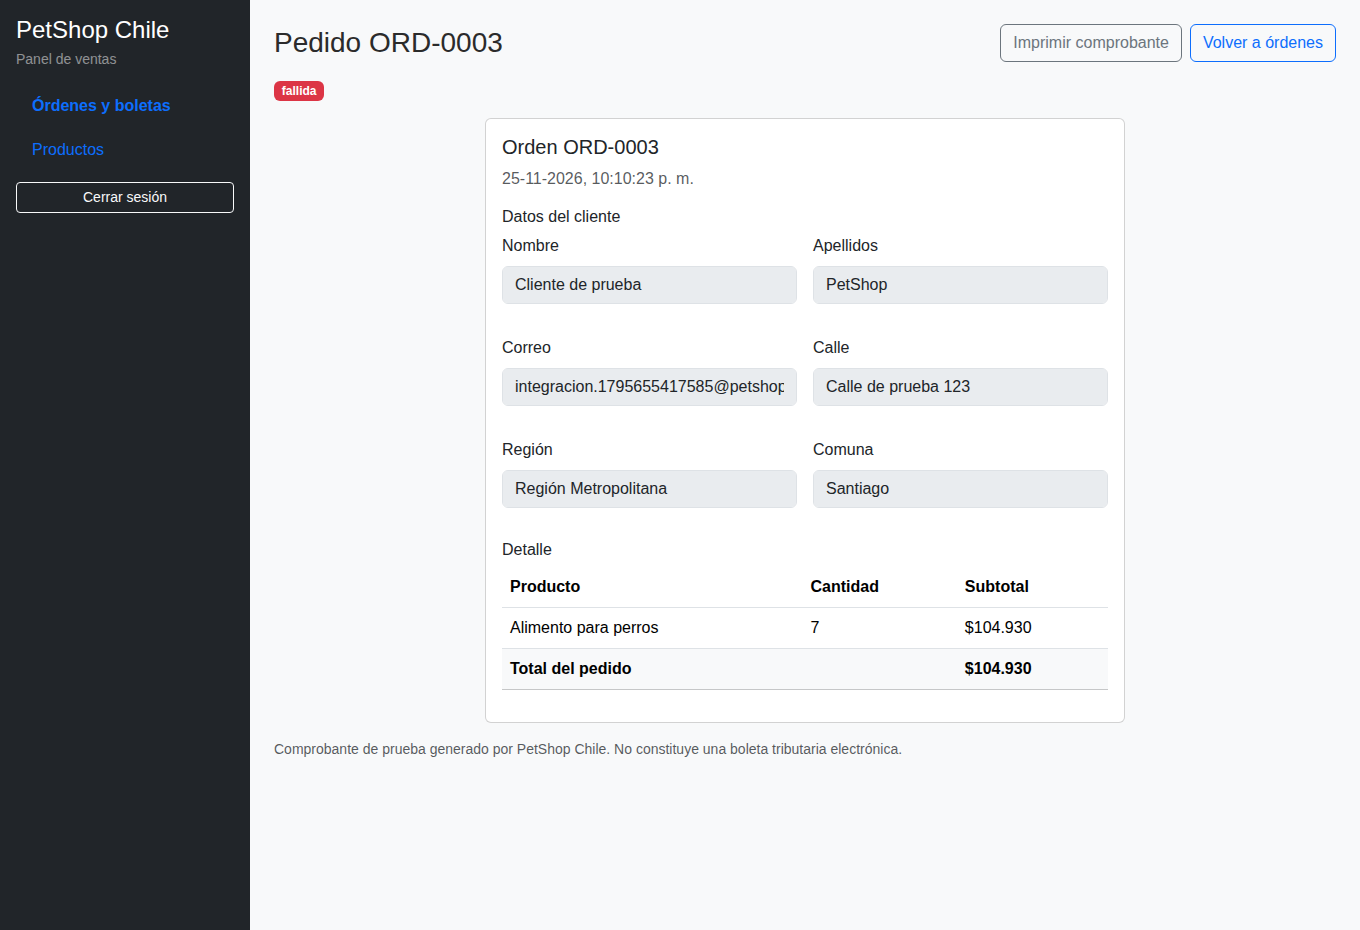 PetShop Chile
Panel de ventas
Órdenes y boletas
Productos
Cerrar sesión
Pedido ORD-0003
Imprimir comprobante
Volver a órdenes
fallida
Orden ORD-0003
25-11-2026, 10:10:23 p. m.
Datos del cliente
Nombre
Apellidos
Cliente de prueba
PetShop
Correo
Calle
integracion.1795655417585@petshop
Calle de prueba 123
Región
Comuna
Región Metropolitana
Santiago
Detalle
Producto Cantidad Subtotal
Alimento para perros 7 $104.930
Total del pedido $104.930
Comprobante de prueba generado por PetShop Chile. No constituye una boleta tributaria electrónica.